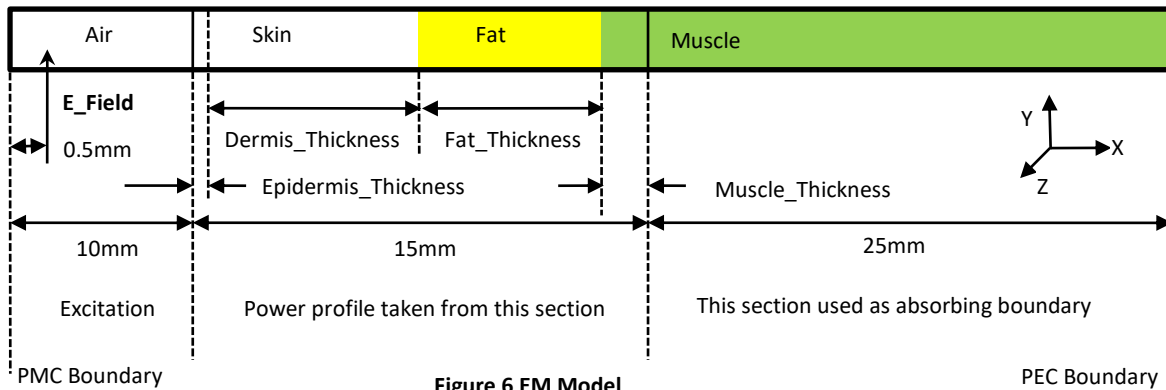 Air Skin Fat Muscle
E_Field
0.5mm
Dermis_Thickness Fat_Thickness
Y
X
Z
Epidermis_Thickness Muscle_Thickness
10mm 15mm 25mm
Excitation Power profile taken from this section This section used as absorbing boundary
PMC Boundary PEC Boundary
Figure 6 EM Model